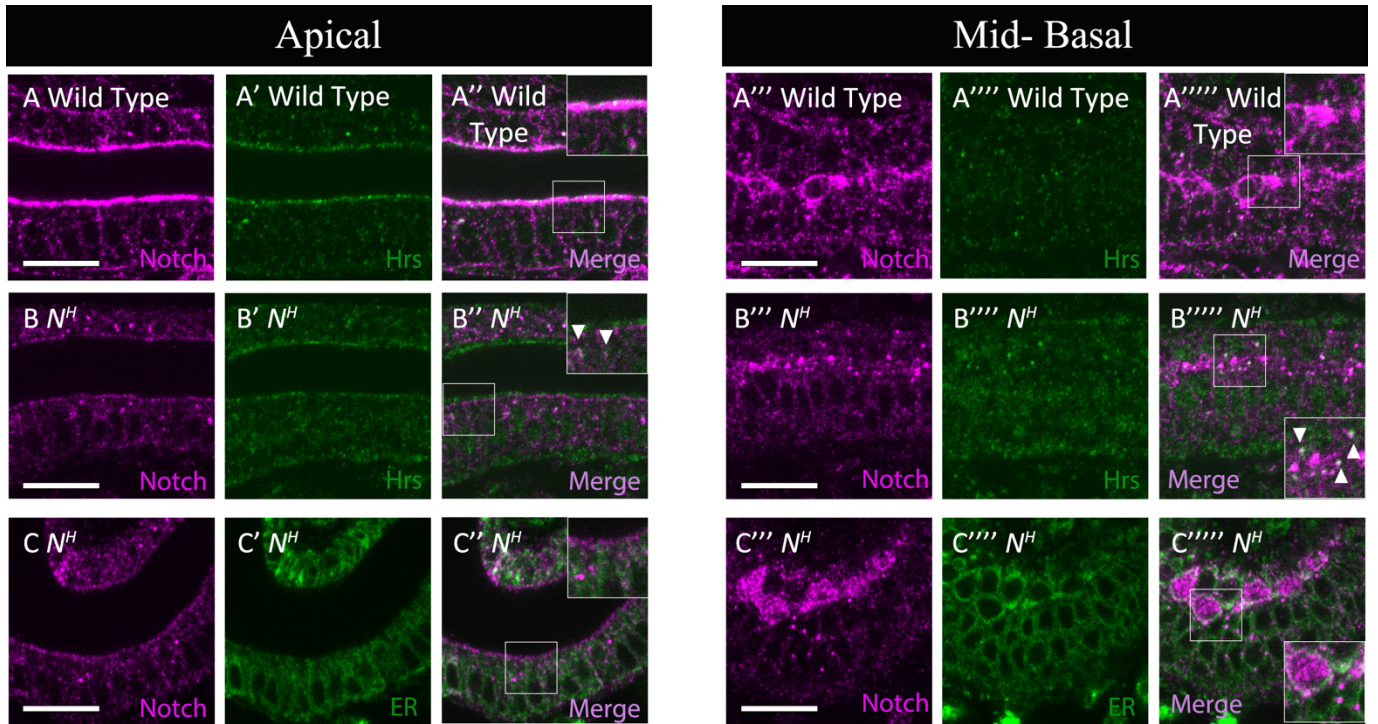 Apical
Mid- Basal
A Wild Type
A' Wild Type
A'' Wild
Type
A''' Wild Type
A'''' Wild Type
A''''' Wild
Type
Notch
Hrs
Merge
Notch
Hrs
Merge
B N^H
B' N^H
B'' N^H
B''' N^H
B'''' N^H
B''''' N^H
Notch
Hrs
Merge
Notch
Hrs
Merge
C N^H
C' N^H
C'' N^H
C''' N^H
C'''' N^H
C''''' N^H
Notch
ER
Merge
Notch
ER
Merge